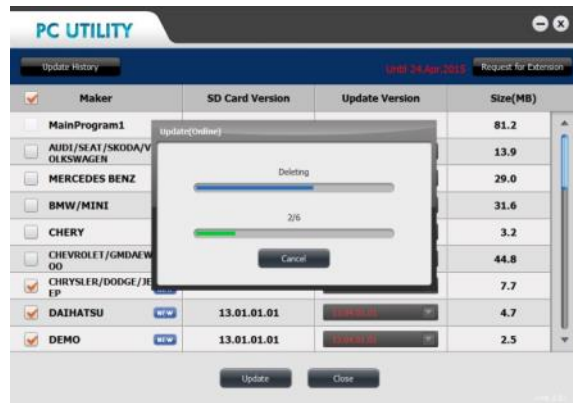 PC UTILITY
Update History
Until 24.Apr.2015
Request for Extension
Maker SD Card Version Update Version Size(MB)
MainProgram1 81.2
Update(Online)
AUDI/SEAT/SKODA/V
OLKSWAGEN 13.9
Deleting
MERCEDES BENZ 29.0
BMW/MINI 31.6
2/6
CHERY 3.2
CHEVROLET/GMDAEW
OO 44.8
Cancel
CHRYSLER/DODGE/JE
EP 7.7
DAIHATSU NEW 13.01.01.01 4.7
DEMO NEW 13.01.01.01 2.5
Update Close